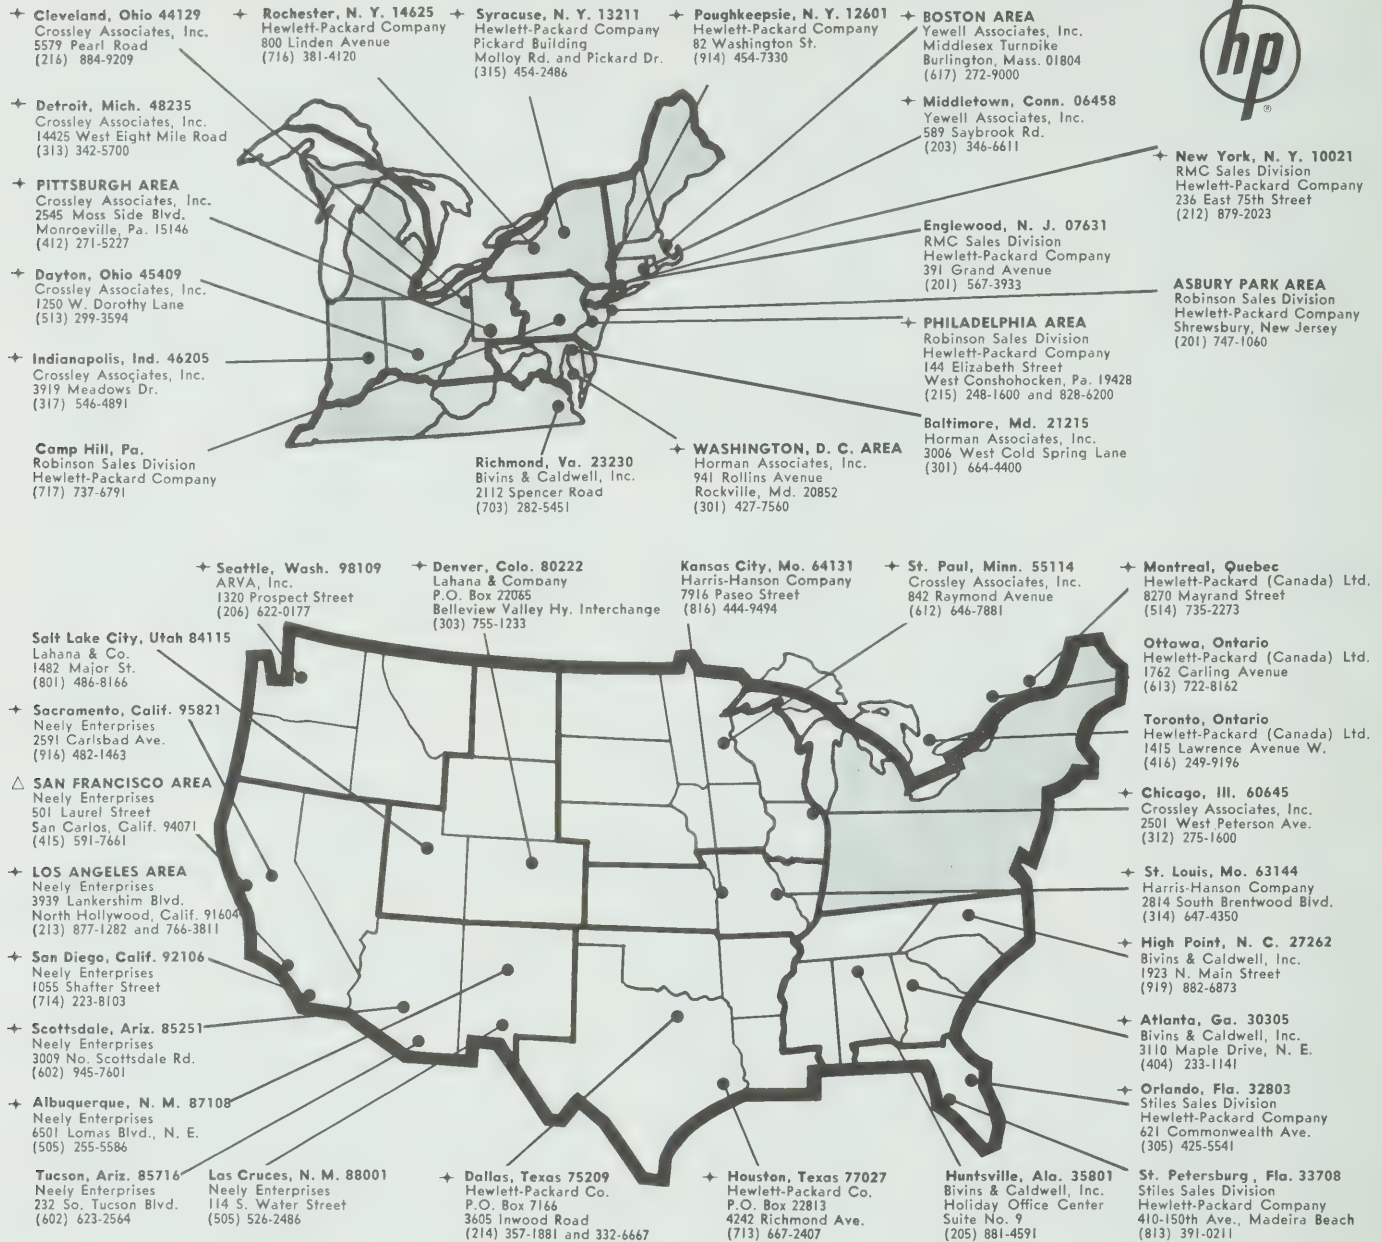 Cleveland, Ohio 44129
Crossley Associates, Inc.
5579 Pearl Road
(216) 884-9209
Rochester, N. Y. 14625
Hewlett-Packard Company
800 Linden Avenue
(716) 381-4120
Syracuse, N. Y. 13211
Hewlett-Packard Company
Pickard Building
Molloy Rd. and Pickard Dr.
(315) 454-2486
Poughkeepsie, N. Y. 12601
Hewlett-Packard Company
82 Washington St.
(914) 454-7330
BOSTON AREA
Yewell Associates, Inc.
Middlesex Turnpike
Burlington, Mass. 01804
(617) 272-9000
hp
®
Detroit, Mich. 48235
Crossley Associates, Inc.
14425 West Eight Mile Road
(313) 342-5700
Middletown, Conn. 06458
Yewell Associates, Inc.
589 Saybrook Rd.
(203) 346-6611
New York, N. Y. 10021
RMC Sales Division
Hewlett-Packard Company
236 East 75th Street
(212) 879-2023
PITTSBURGH AREA
Crossley Associates, Inc.
2545 Moss Side Blvd.
Monroeville, Pa. 15146
(412) 271-5227
Englewood, N. J. 07631
RMC Sales Division
Hewlett-Packard Company
391 Grand Avenue
(201) 567-3933
Dayton, Ohio 45409
Crossley Associates, Inc.
1250 W. Dorothy Lane
(513) 299-3594
ASBURY PARK AREA
Robinson Sales Division
Hewlett-Packard Company
Shrewsbury, New Jersey
(201) 747-1060
PHILADELPHIA AREA
Robinson Sales Division
Hewlett-Packard Company
144 Elizabeth Street
West Conshohocken, Pa. 19428
(215) 248-1600 and 828-6200
Indianapolis, Ind. 46205
Crossley Associates, Inc.
3919 Meadows Dr.
(317) 546-4891
Baltimore, Md. 21215
Horman Associates, Inc.
3006 West Cold Spring Lane
(301) 664-4400
Camp Hill, Pa.
Robinson Sales Division
Hewlett-Packard Company
(717) 737-6791
Richmond, Va. 23230
Bivins & Caldwell, Inc.
2112 Spencer Road
(703) 282-5451
WASHINGTON, D. C. AREA
Horman Associates, Inc.
941 Rollins Avenue
Rockville, Md. 20852
(301) 427-7560
Seattle, Wash. 98109
ARVA, Inc.
1320 Prospect Street
(206) 622-0177
Denver, Colo. 80222
Lahana & Company
P.O. Box 22065
Belleview Valley Hy. Interchange
(303) 755-1233
Kansas City, Mo. 64131
Harris-Hanson Company
7916 Paseo Street
(816) 444-9494
St. Paul, Minn. 55114
Crossley Associates, Inc.
842 Raymond Avenue
(612) 646-7881
Montreal, Quebec
Hewlett-Packard (Canada) Ltd.
8270 Mayrand Street
(514) 735-2273
Salt Lake City, Utah 84115
Lahana & Co.
1482 Major St.
(801) 486-8166
Ottawa, Ontario
Hewlett-Packard (Canada) Ltd.
1762 Carling Avenue
(613) 722-8162
Sacramento, Calif. 95821
Neely Enterprises
2591 Carlsbad Ave.
(916) 482-1463
Toronto, Ontario
Hewlett-Packard (Canada) Ltd.
1415 Lawrence Avenue W.
(416) 249-9196
SAN FRANCISCO AREA
Neely Enterprises
501 Laurel Street
San Carlos, Calif. 94071
(415) 591-7661
Chicago, Ill. 60645
Crossley Associates, Inc.
2501 West Peterson Ave.
(312) 275-1600
LOS ANGELES AREA
Neely Enterprises
3939 Lankershim Blvd.
North Hollywood, Calif. 91604
(213) 877-1282 and 766-3811
St. Louis, Mo. 63144
Harris-Hanson Company
2814 South Brentwood Blvd.
(314) 647-4350
San Diego, Calif. 92106
Neely Enterprises
1055 Shafter Street
(714) 223-8103
High Point, N. C. 27262
Bivins & Caldwell, Inc.
1923 N. Main Street
(919) 882-6873
Scottsdale, Ariz. 85251
Neely Enterprises
3009 No. Scottsdale Rd.
(602) 945-7601
Atlanta, Ga. 30305
Bivins & Caldwell, Inc.
3110 Maple Drive, N. E.
(404) 233-1141
Albuquerque, N. M. 87108
Neely Enterprises
6501 Lomas Blvd., N. E.
(505) 255-5586
Orlando, Fla. 32803
Stiles Sales Division
Hewlett-Packard Company
621 Commonwealth Ave.
(305) 425-5541
Tucson, Ariz. 85716
Neely Enterprises
232 So. Tucson Blvd.
(602) 623-2564
Las Cruces, N. M. 88001
Neely Enterprises
114 S. Water Street
(505) 526-2486
Dallas, Texas 75209
Hewlett-Packard Co.
P.O. Box 7166
3605 Inwood Road
(214) 357-1881 and 332-6667
Houston, Texas 77027
Hewlett-Packard Co.
P.O. Box 22813
4242 Richmond Ave.
(713) 667-2407
Huntsville, Ala. 35801
Bivins & Caldwell, Inc.
Holiday Office Center
Suite No. 9
(205) 881-4591
St. Petersburg, Fla. 33708
Stiles Sales Division
Hewlett-Packard Company
410-150th Ave., Madeira Beach
(813) 391-0211